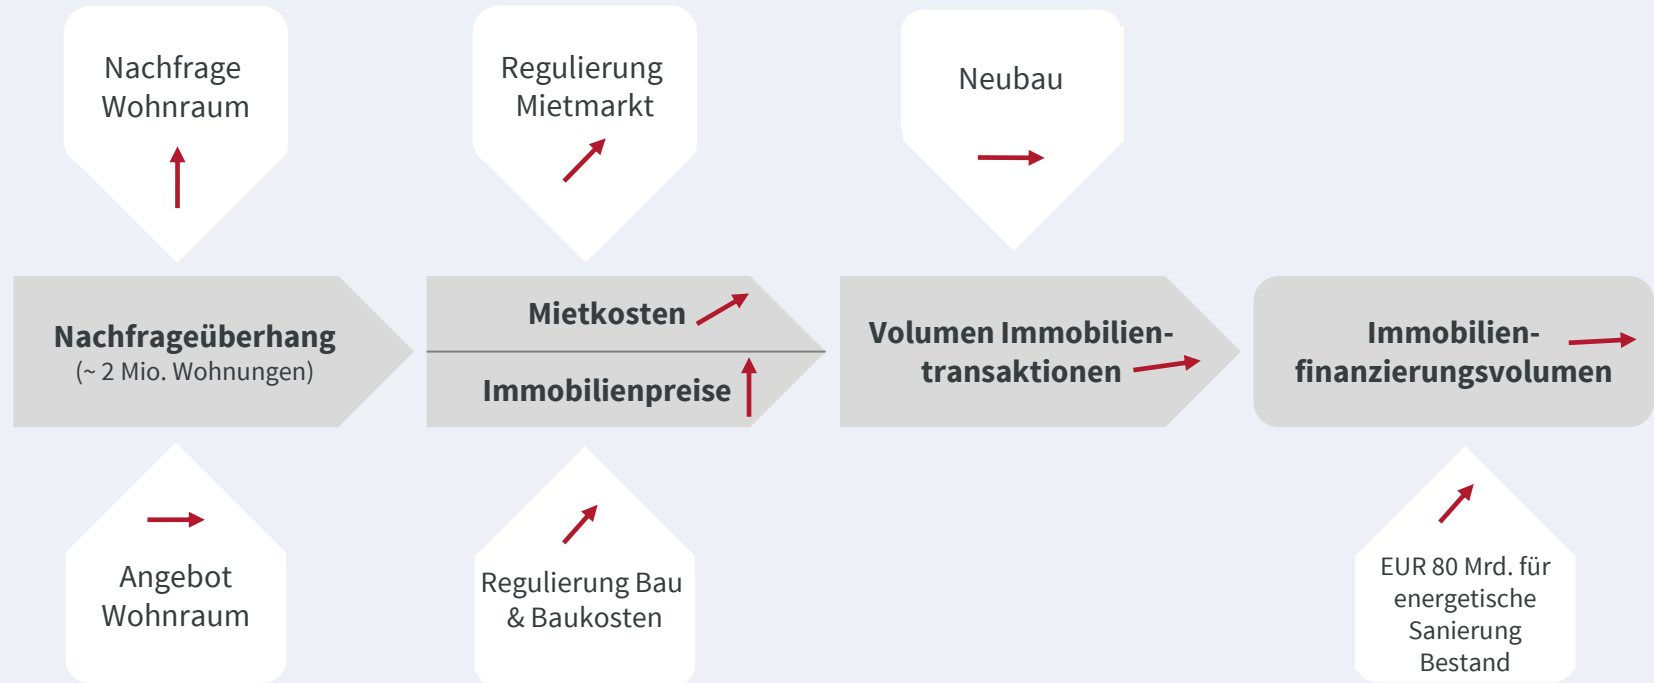 Nachfrage
Wohnraum
Regulierung
Mietmarkt
Neubau
Nachfrageüberhang
(~ 2 Mio. Wohnungen)
Mietkosten
Immobilienpreise
Volumen Immobilien-
transaktionen
Immobilien-
finanzierungsvolumen
Angebot
Wohnraum
Regulierung Bau
& Baukosten
EUR 80 Mrd. für
energetische
Sanierung
Bestand